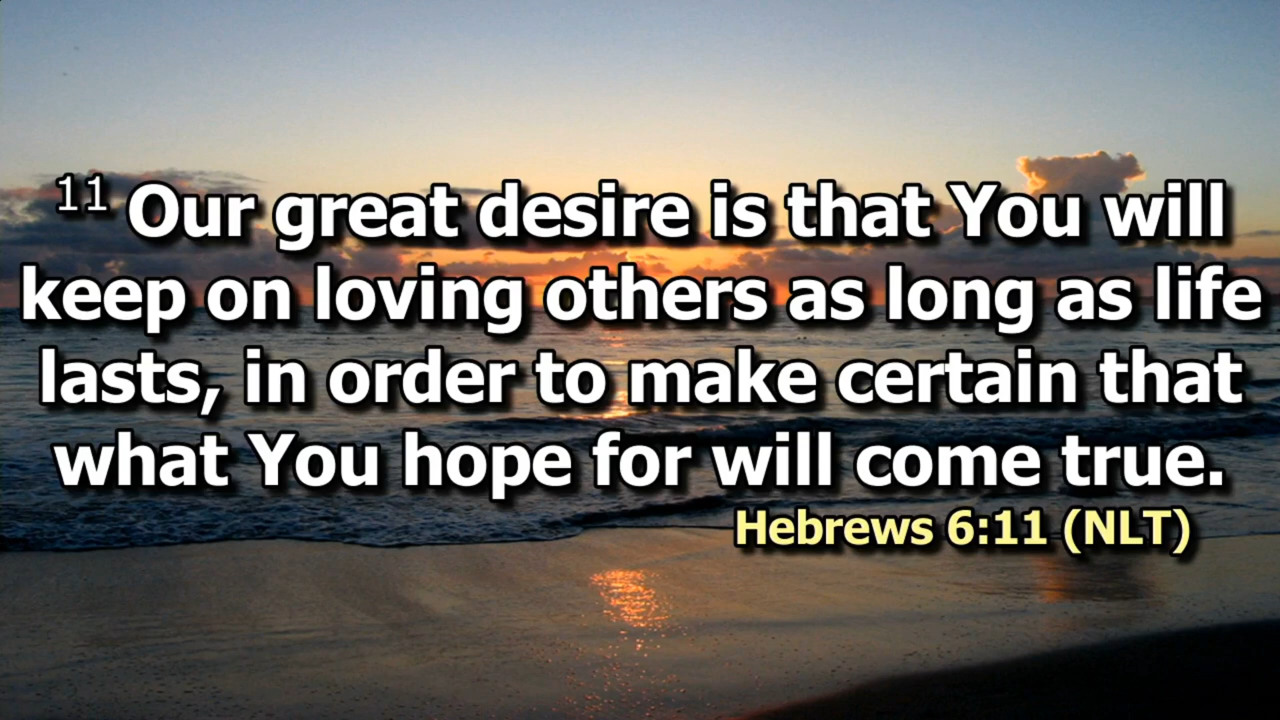 11 Our great desire is that You will
keep on loving others as long as life
lasts, in order to make certain that
what You hope for will come true.
Hebrews 6:11 (NLT)